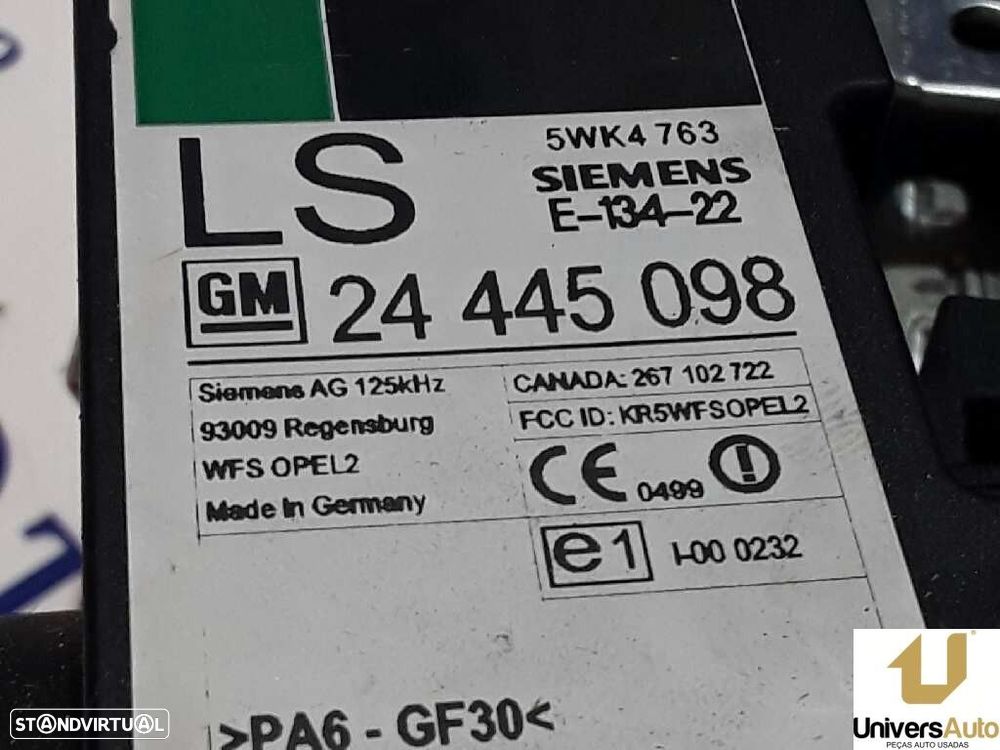 5WK4 763
LS
SIEMENS
E-134-22
GM 24 445 098
Siemens AG 125kHz
93009 Regensburg
WFS OPEL2
Made in Germany
CANADA: 267 102 722
FCC ID: KR5WFSOPEL2
CE 0499
e1 I-00 0232
>PA6 - GF30<
STANDVIRTUAL
UniversAuto
PEÇAS AUTO USADAS